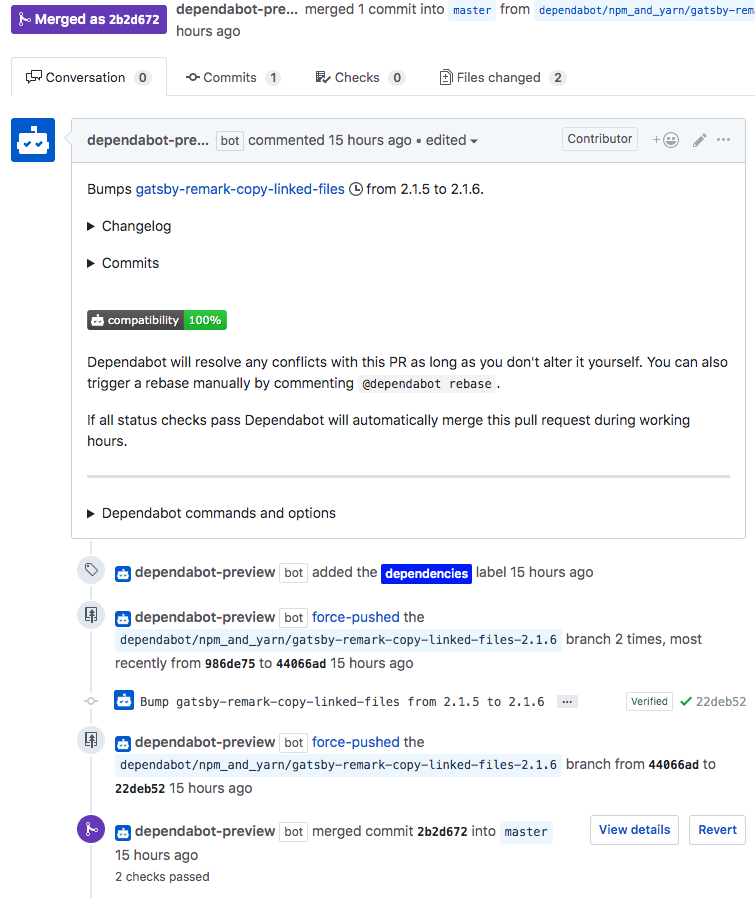 Merged as 2b2d672
dependabot-pre... merged 1 commit into master from dependabot/npm_and_yarn/gatsby-rem
hours ago
Conversation 0 Commits 1 Checks 0 Files changed 2
dependabot-pre... bot commented 15 hours ago • edited Contributor
Bumps gatsby-remark-copy-linked-files from 2.1.5 to 2.1.6.
Changelog
Commits
compatibility 100%
Dependabot will resolve any conflicts with this PR as long as you don't alter it yourself. You can also
trigger a rebase manually by commenting @dependabot rebase.
If all status checks pass Dependabot will automatically merge this pull request during working
hours.
Dependabot commands and options
dependabot-preview bot added the dependencies label 15 hours ago
dependabot-preview bot force-pushed the
dependabot/npm_and_yarn/gatsby-remark-copy-linked-files-2.1.6 branch 2 times, most
recently from 986de75 to 44066ad 15 hours ago
Bump gatsby-remark-copy-linked-files from 2.1.5 to 2.1.6 ... Verified 22deb52
dependabot-preview bot force-pushed the
dependabot/npm_and_yarn/gatsby-remark-copy-linked-files-2.1.6 branch from 44066ad to
22deb52 15 hours ago
dependabot-preview bot merged commit 2b2d672 into master View details Revert
15 hours ago
2 checks passed